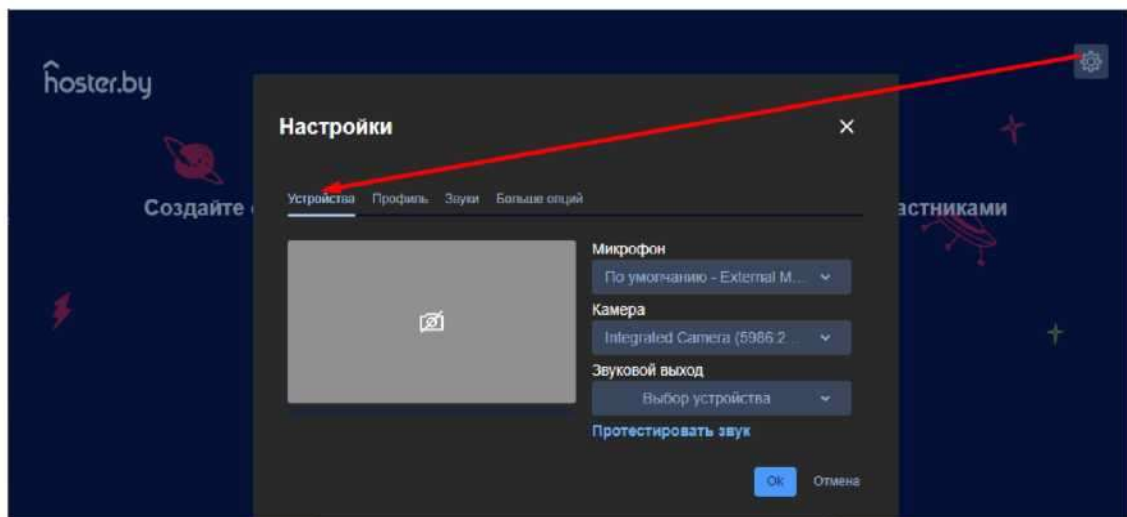 hoster.by
Настройки
Создайте
астниками
Устройства Профиль Звуки Больше опций
Микрофон
По умолчанию - External M...
Камера
Integrated Camera (5986:2...
Звуковой выход
Выбор устройства
Протестировать звук
Ok Отмена